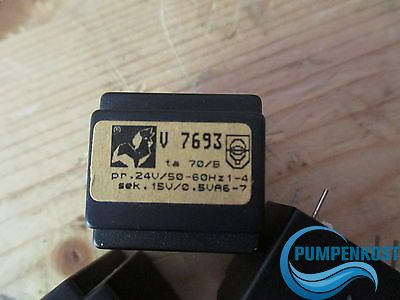 ®
V 7693
ta 70/B
pr.24V/50-60Hz1-4
sek.15V/0.5VA6-7
PUMPENKOST